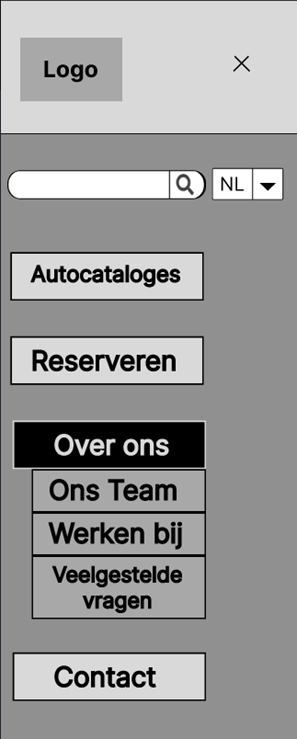 Logo
NL
Autocataloges
Reserveren
Over ons
Ons Team
Werken bij
Veelgestelde
vragen
Contact